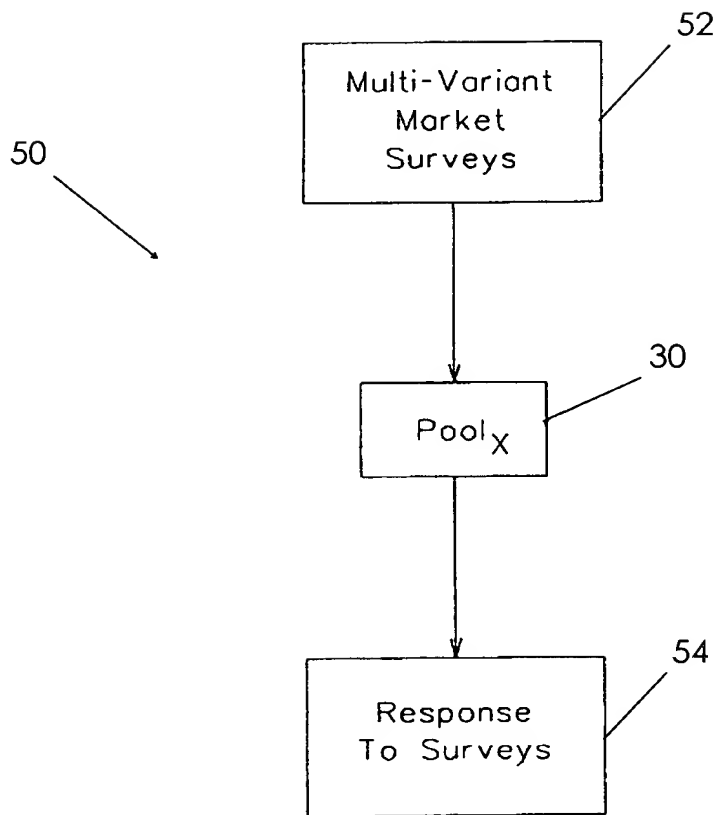 52
Multi-Variant
Market
Surveys
50
30
Pool X
54
Response
To Surveys